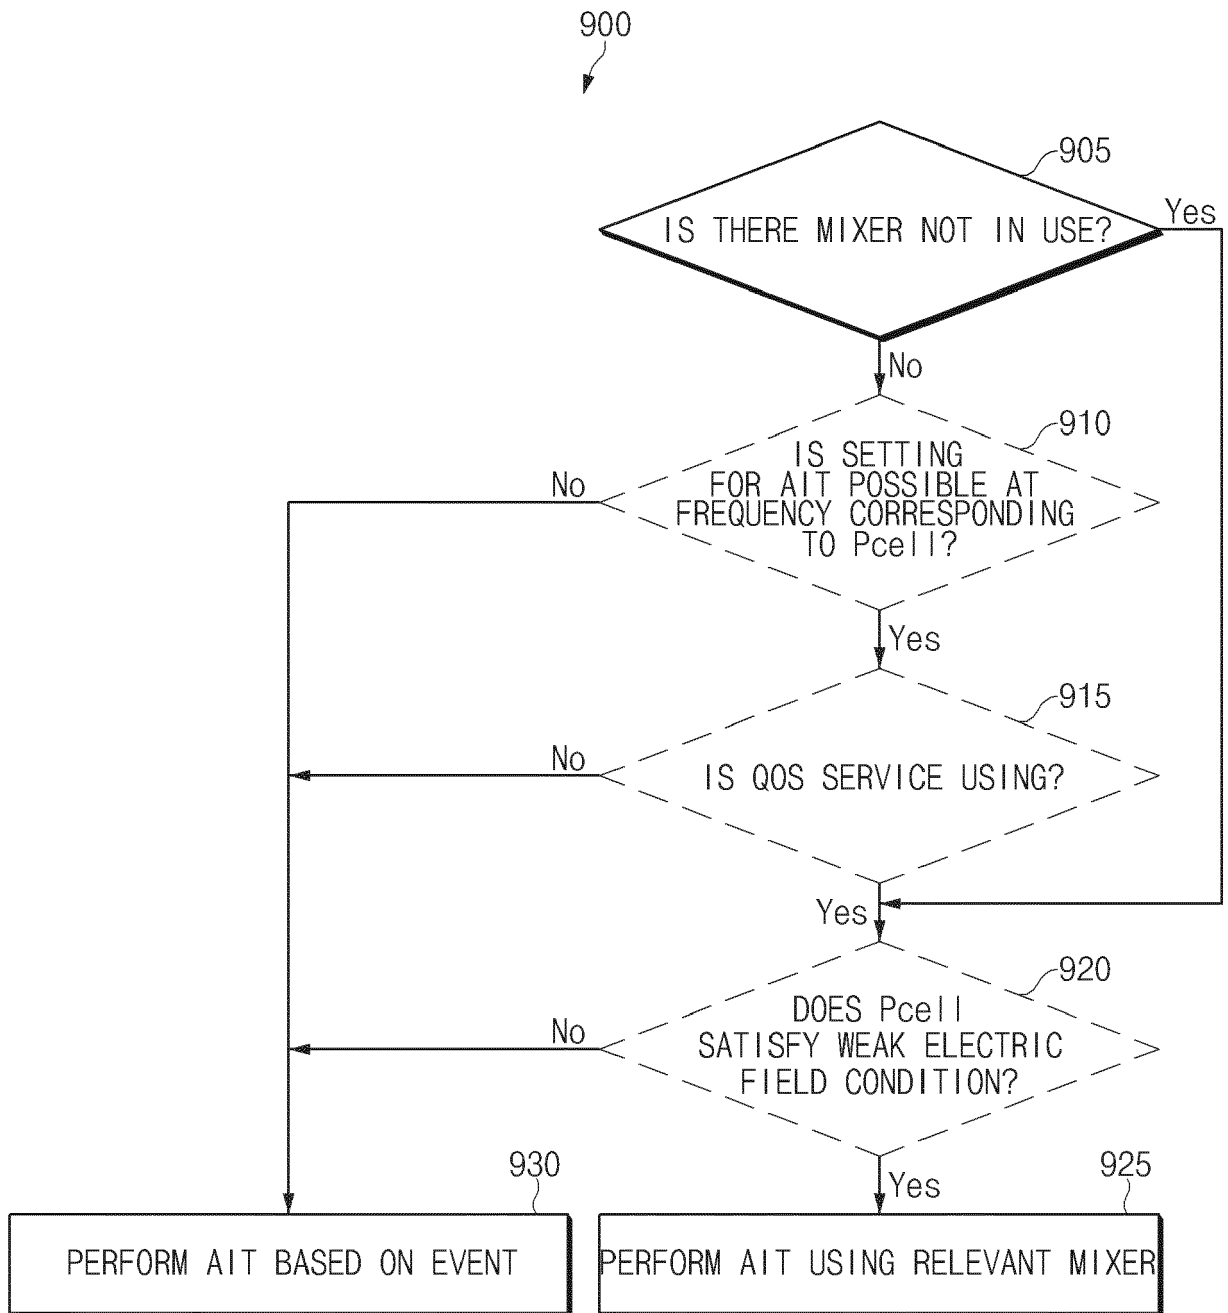 900
905
IS THERE MIXER NOT IN USE?
Yes
No
910
IS SETTING
FOR AIT POSSIBLE AT
FREQUENCY CORRESPONDING
TO Pcell?
No
Yes
915
IS QOS SERVICE USING?
No
Yes
920
DOES Pcell
SATISFY WEAK ELECTRIC
FIELD CONDITION?
No
Yes
930
PERFORM AIT BASED ON EVENT
925
PERFORM AIT USING RELEVANT MIXER